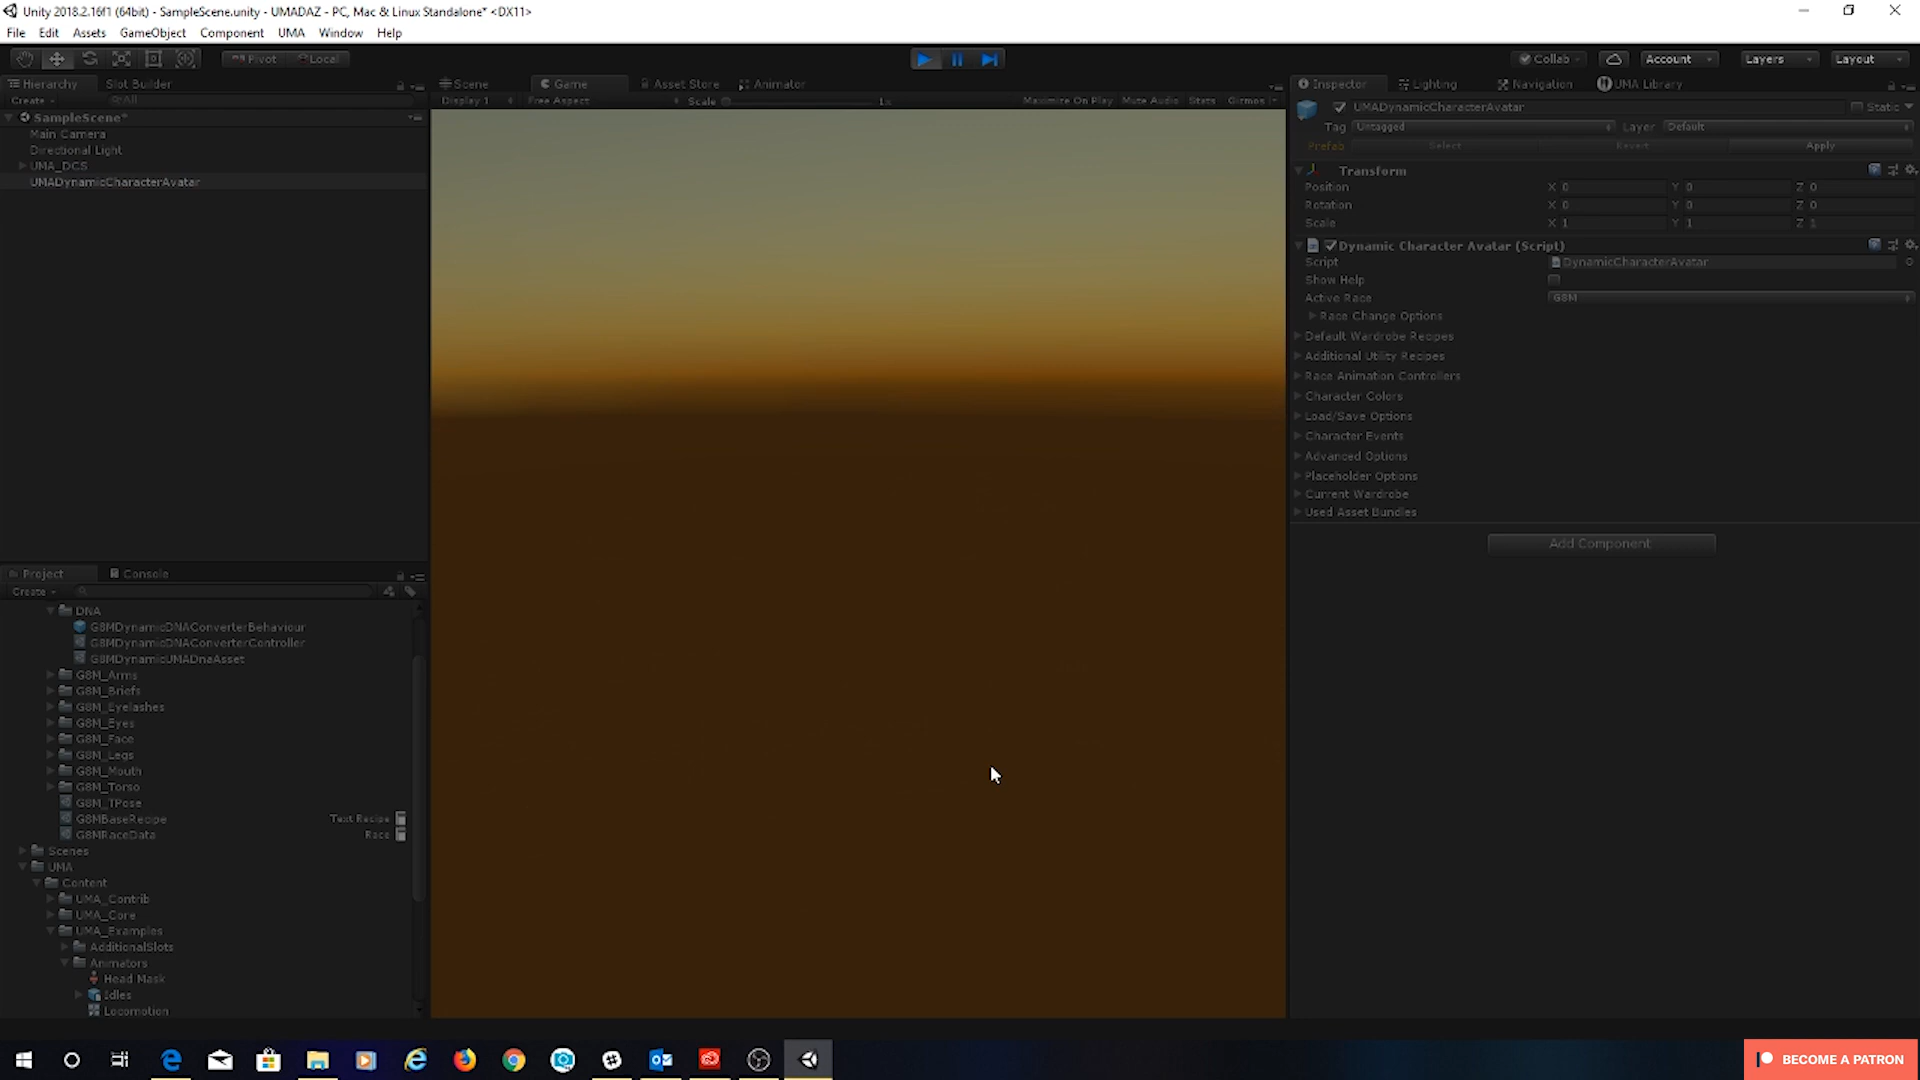 Unity 2018.2.16f1 (64bit) - SampleScene.unity - UMADAZ - PC, Mac & Linux Standalone* <DX11>
File Edit Assets GameObject Component UMA Window Help
Pivot Local Collab Account Layers Layout
Hierarchy Slot Builder
Create All
SampleScene*
Main Camera
Directional Light
UMA_DCS
UMADynamicCharacterAvatar
Scene Game Asset Store Animator
Display 1 Free Aspect Scale 1x Maximize On Play Mute Audio Stats Gizmos
Inspector Lighting Navigation UMA Library
UMADynamicCharacterAvatar Static
Tag Untagged Layer Default
Prefab Select Revert Apply
Transform
Position X 0 Y 0 Z 0
Rotation X 0 Y 0 Z 0
Scale X 1 Y 1 Z 1
Dynamic Character Avatar (Script)
Script DynamicCharacterAvatar
Show Help
Active Race G8M
Race Change Options
Default Wardrobe Recipes
Additional Utility Recipes
Race Animation Controllers
Character Colors
Load/Save Options
Character Events
Advanced Options
Placeholder Options
Current Wardrobe
Used Asset Bundles
Add Component
Project Console
Create
DNA
G8MDynamicDNAConverterBehaviour
G8MDynamicDNAConverterController
G8MDynamicUMADnaAsset
G8M_Arms
G8M_Briefs
G8M_Eyelashes
G8M_Eyes
G8M_Face
G8M_Legs
G8M_Mouth
G8M_Torso
G8M_TPose
G8MBaseRecipe Text Recipe
G8MRaceData Race
Scenes
UMA
Content
UMA_Contrib
UMA_Core
UMA_Examples
AdditionalSlots
Animators
Head Mask
Idles
Locomotion
BECOME A PATRON